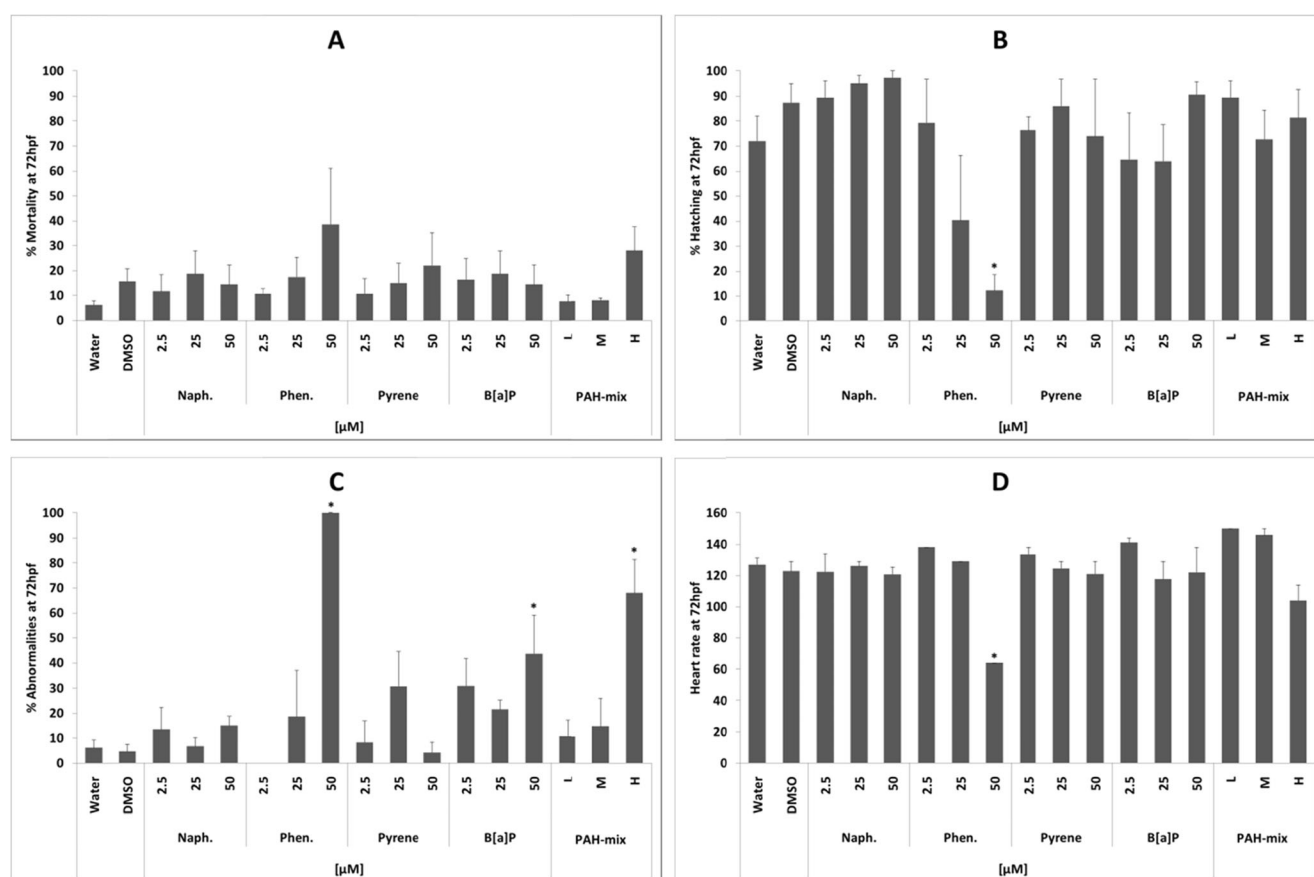 A
% Mortality at 72hpf
100
90
80
70
60
50
40
30
20
10
0
Water DMSO 2.5 25 50 2.5 25 50 2.5 25 50 2.5 25 50 L M H
Naph. Phen. Pyrene B[a]P PAH-mix
[µM]
B
% Hatching at 72hpf
100
90
80
70
60
50
40
30
20
10
0
*
Water DMSO 2.5 25 50 2.5 25 50 2.5 25 50 2.5 25 50 L M H
Naph. Phen. Pyrene B[a]P PAH-mix
[µM]
C
% Abnormalities at 72hpf
100
90
80
70
60
50
40
30
20
10
0
* * *
Water DMSO 2.5 25 50 2.5 25 50 2.5 25 50 2.5 25 50 L M H
Naph. Phen. Pyrene B[a]P PAH-mix
[µM]
D
Heart rate at 72hpf
160
140
120
100
80
60
40
20
0
*
Water DMSO 2.5 25 50 2.5 25 50 2.5 25 50 2.5 25 50 L M H
Naph. Phen. Pyrene B[a]P PAH-mix
[µM]